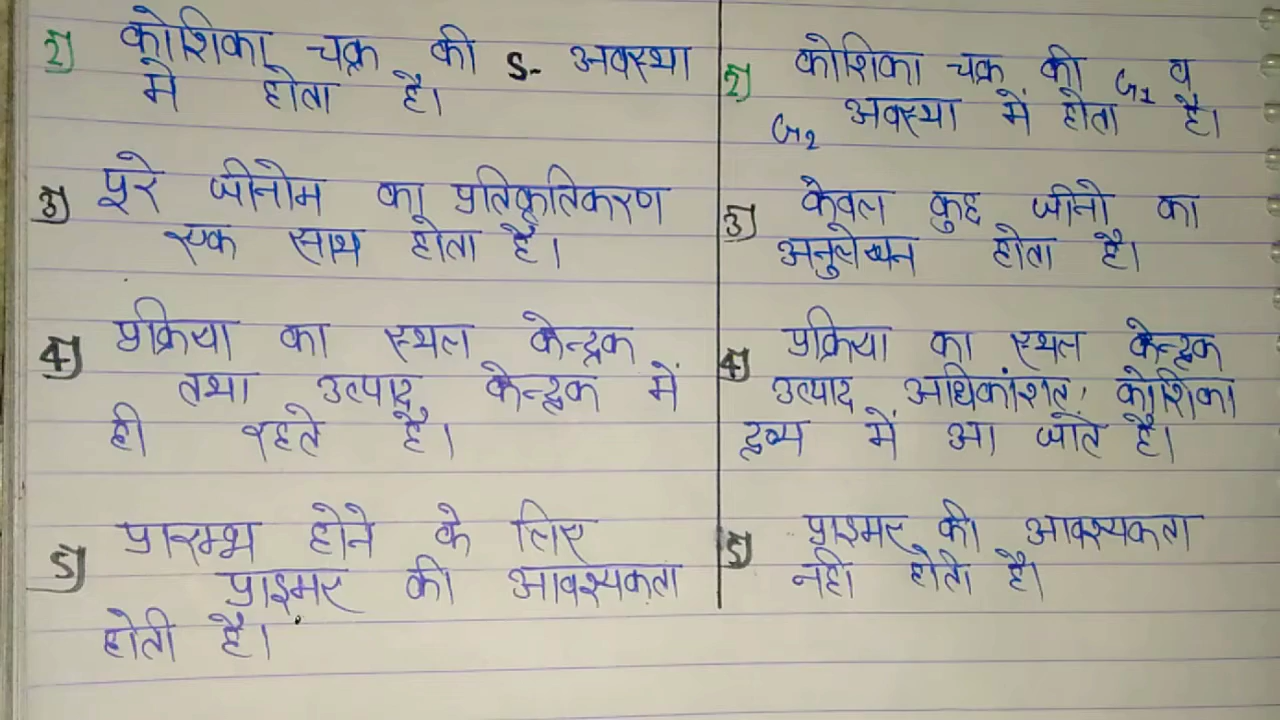 2) कोशिका चक्र की S- अवस्था
में होता है।
3) पूरे जीनोम का प्रतिकृतिकरण
एक साथ होता है।
4) प्रक्रिया का स्थल केन्द्रक
तथा उत्पाद केन्द्रक में
ही रहते है।
5) प्रारम्भ होने के लिए
प्राइमर की आवश्यकता
होती है।
2) कोशिका चक्र की G1 व
G2 अवस्था में होता है।
3) केवल कुछ जीनो का
अनुलेखन होता है।
4) प्रक्रिया का स्थल केन्द्रक
उत्पाद अधिकांशत, कोशिका
द्रव्य में आ जाते है।
5) प्राइमर की आवश्यकता
नही होती है।